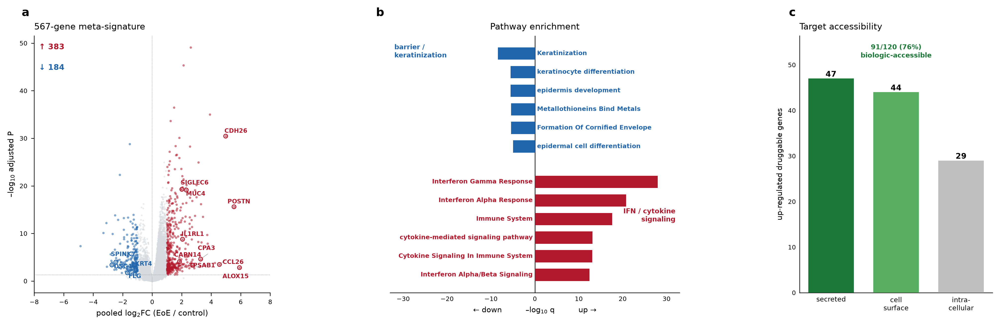 a
567-gene meta-signature
↑ 383
↓ 184
50
40
30
20
10
0
–log₁₀ adjusted P
CDH26
SIGLEC6
MUC4
POSTN
IL1RL1
CPA3
CAPN14
TPSAB1
CCL26
ALOX15
SPINK7
DSG1
KRT4
FLG
−8
−6
−4
−2
0
2
4
6
8
pooled log₂FC (EoE / control)
b
Pathway enrichment
barrier /
keratinization
Keratinization
keratinocyte differentiation
epidermis development
Metallothioneins Bind Metals
Formation Of Cornified Envelope
epidermal cell differentiation
Interferon Gamma Response
Interferon Alpha Response
IFN / cytokine
signaling
Immune System
cytokine-mediated signaling pathway
Cytokine Signaling In Immune System
Interferon Alpha/Beta Signaling
−30
−20
−10
0
10
20
30
← down –log₁₀ q up →
c
Target accessibility
91/120 (76%)
biologic-accessible
50
40
30
20
10
0
up-regulated druggable genes
47
44
29
secreted
cell
surface
intra-
cellular